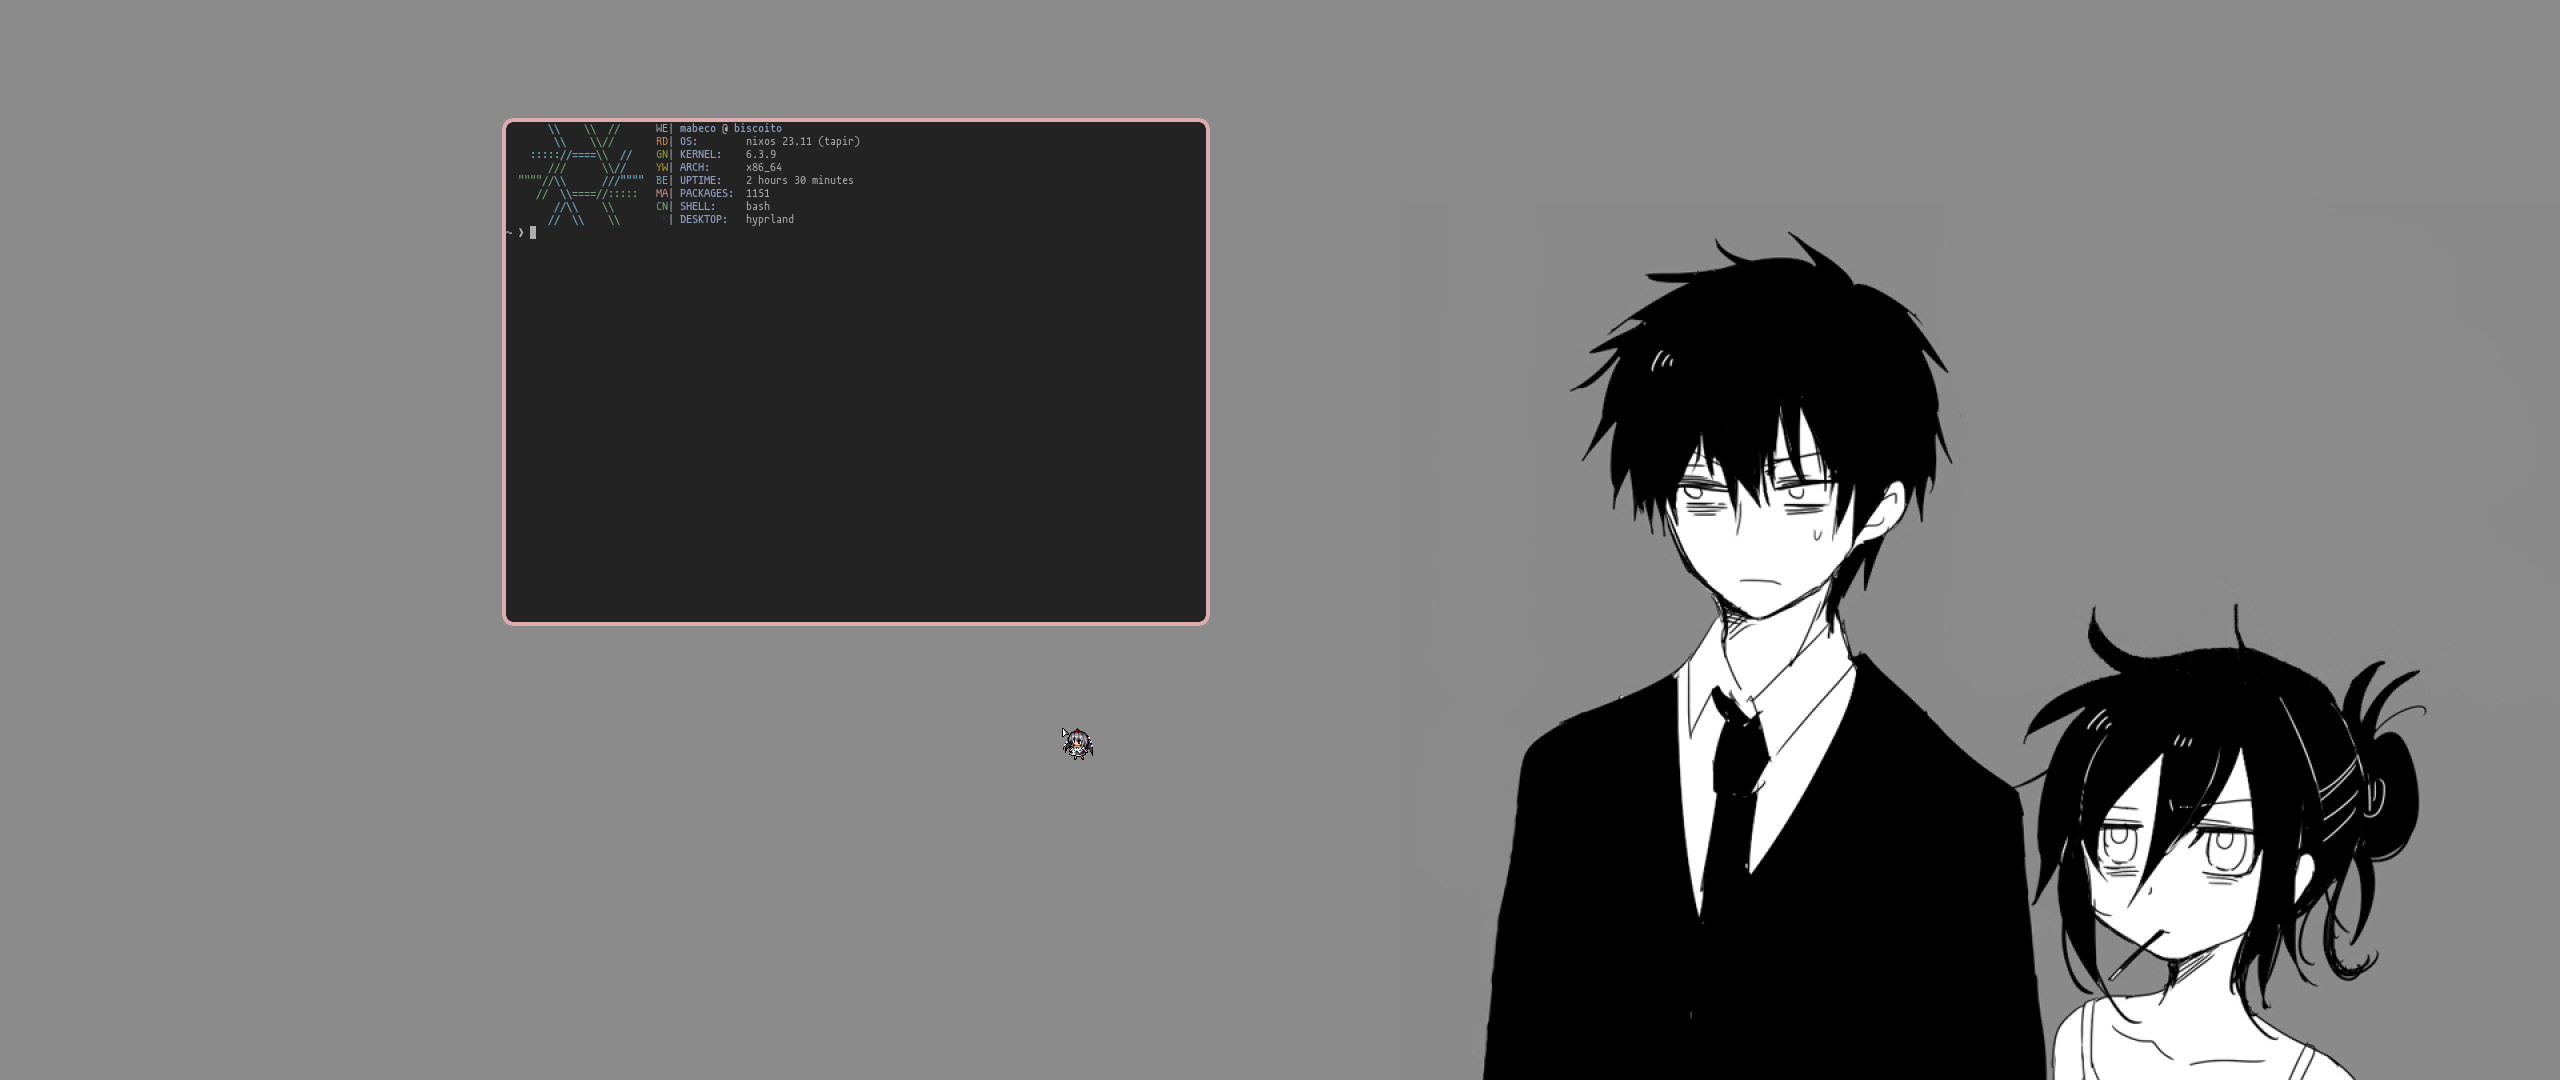 \\    \\  //      WE| mabeco @ biscoito
\\    \\//       RD| OS:        nixos 23.11 (tapir)
:::::://====\\  //    GN| KERNEL:    6.3.9
///      \\//     YW| ARCH:      x86_64
""""//\\      ///""""  BE| UPTIME:    2 hours 30 minutes
//  \\====//:::::   MA| PACKAGES:  1151
//\\    \\       CN| SHELL:     bash
//  \\    \\        | DESKTOP:   hyprland
~ ❯